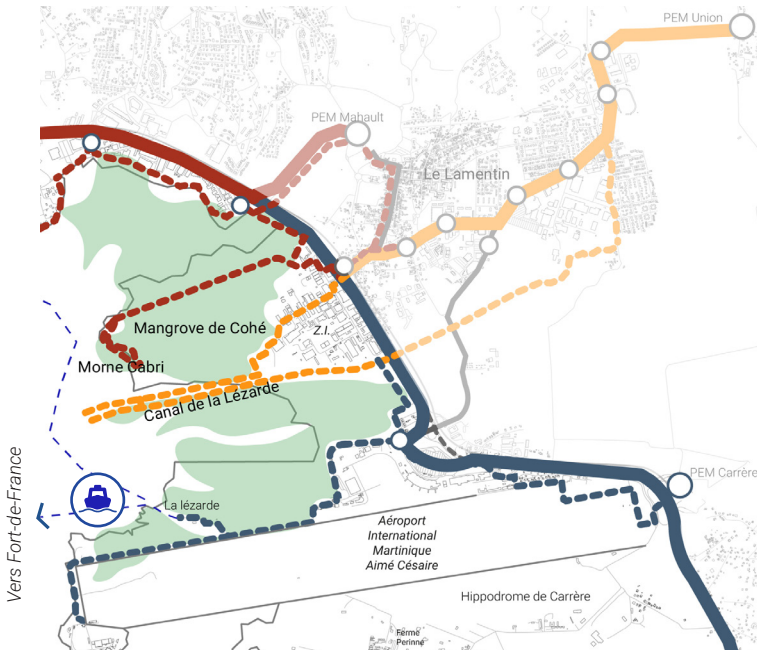 PEM Union
PEM Mahault
Le Lamentin
Mangrove de Cohé
Z.I.
Morne Cabri
Canal de la Lézarde
PEM Carrère
Vers Fort-de-France
La lézarde
Aéroport
International
Martinique
Aimé Césaire
Hippodrome de Carrère
Ferme
Perinne